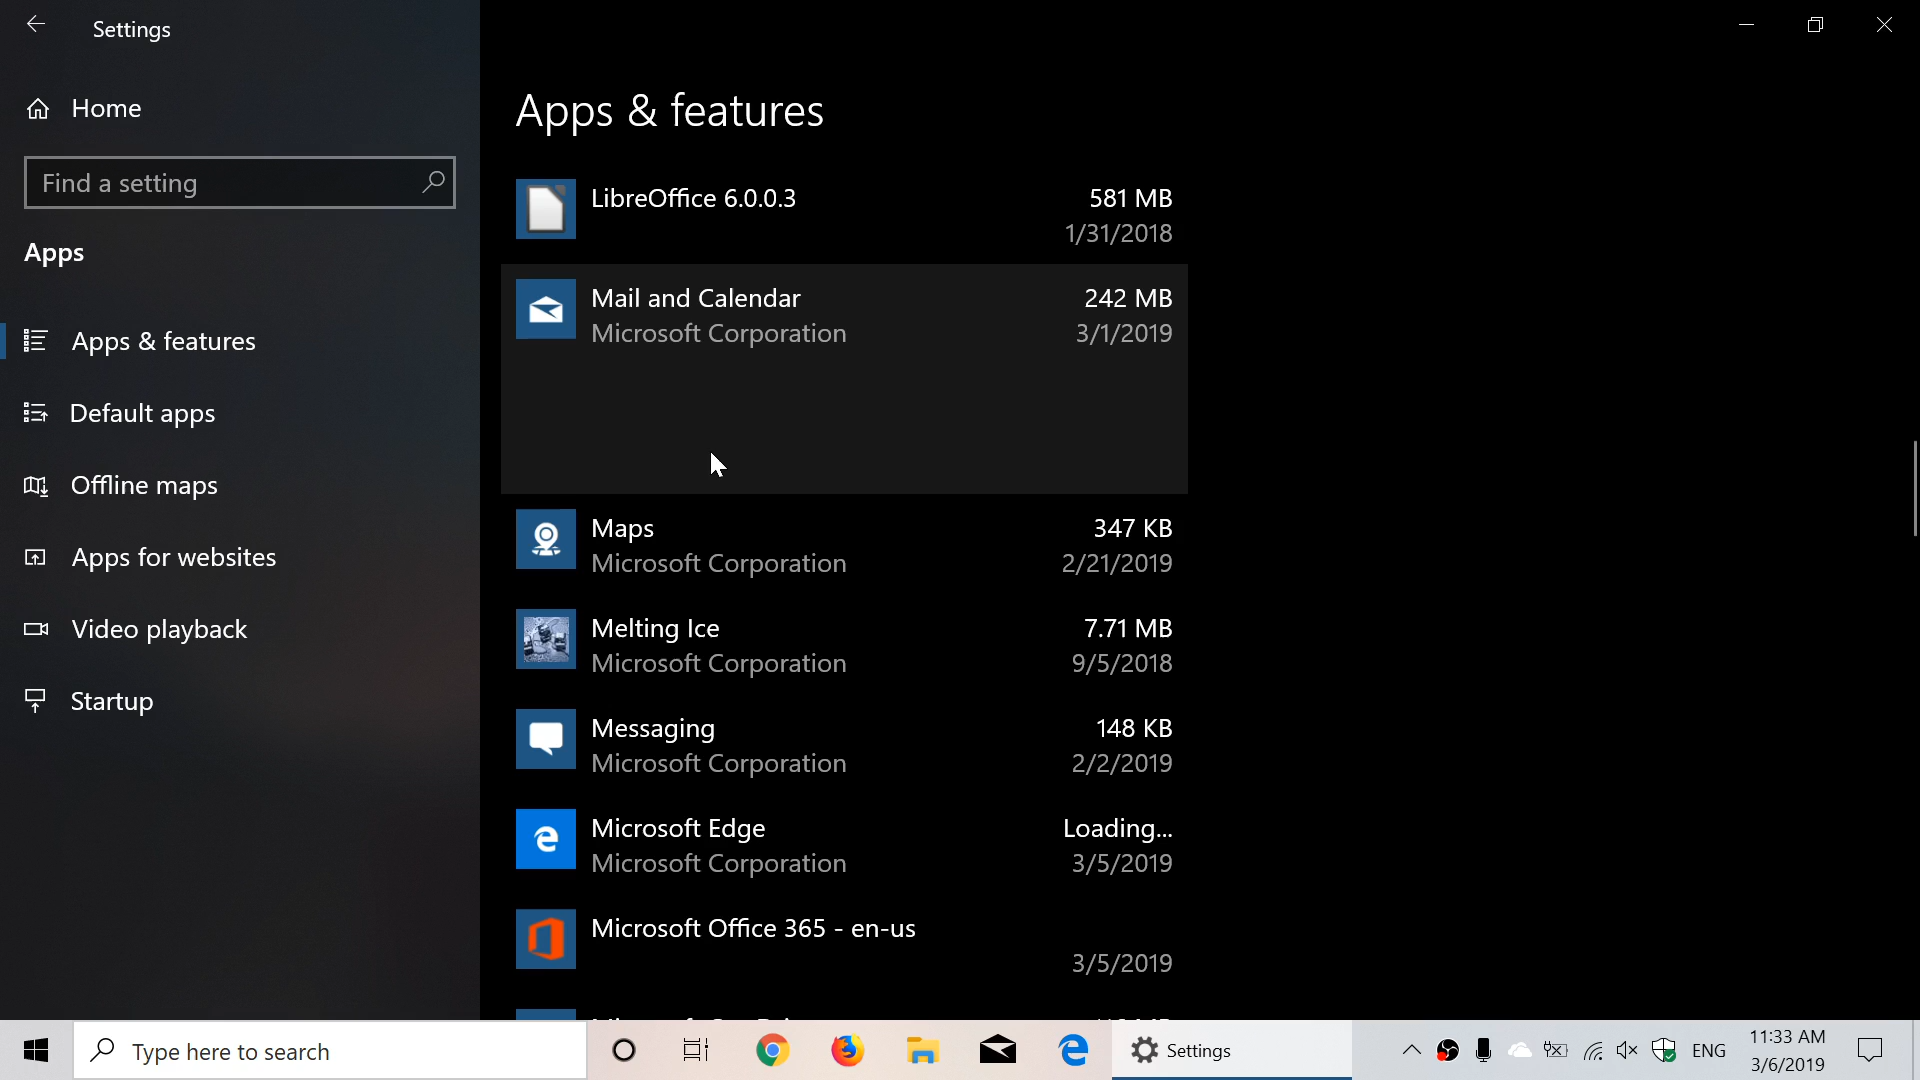 Settings
Home
Find a setting
Apps
Apps & features
Default apps
Offline maps
Apps for websites
Video playback
Startup
Apps & features
LibreOffice 6.0.0.3 581 MB
1/31/2018
Mail and Calendar 242 MB
Microsoft Corporation 3/1/2019
Maps 347 KB
Microsoft Corporation 2/21/2019
Melting Ice 7.71 MB
Microsoft Corporation 9/5/2018
Messaging 148 KB
Microsoft Corporation 2/2/2019
Microsoft Edge Loading...
Microsoft Corporation 3/5/2019
Microsoft Office 365 - en-us
3/5/2019
Type here to search
Settings
ENG
11:33 AM
3/6/2019